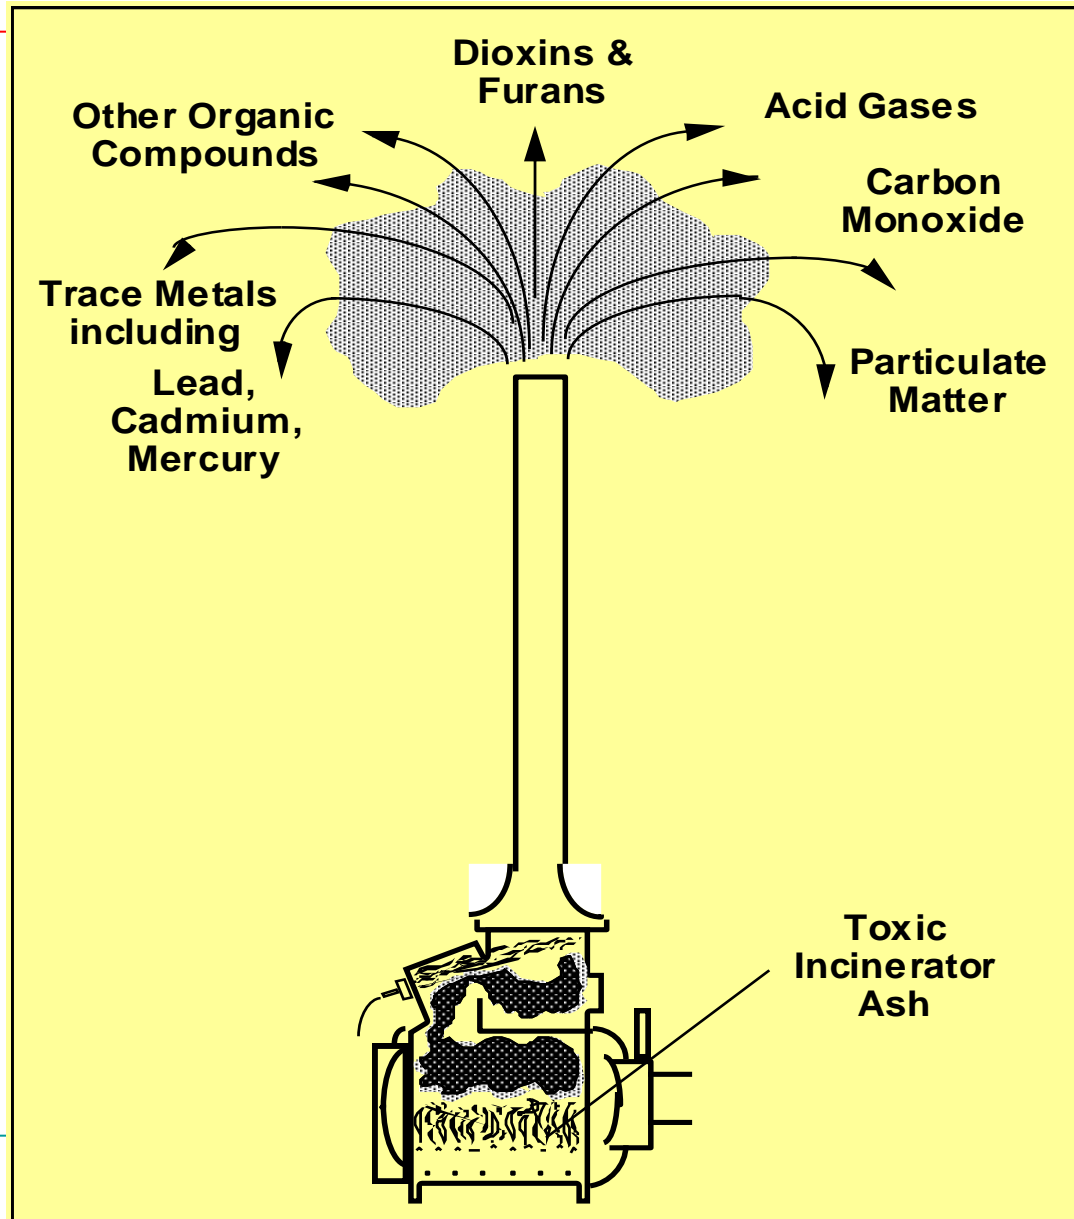 Dioxins &
Furans
Other Organic
Compounds
Acid Gases
Carbon
Monoxide
Trace Metals
including
Lead,
Cadmium,
Mercury
Particulate
Matter
Toxic
Incinerator
Ash